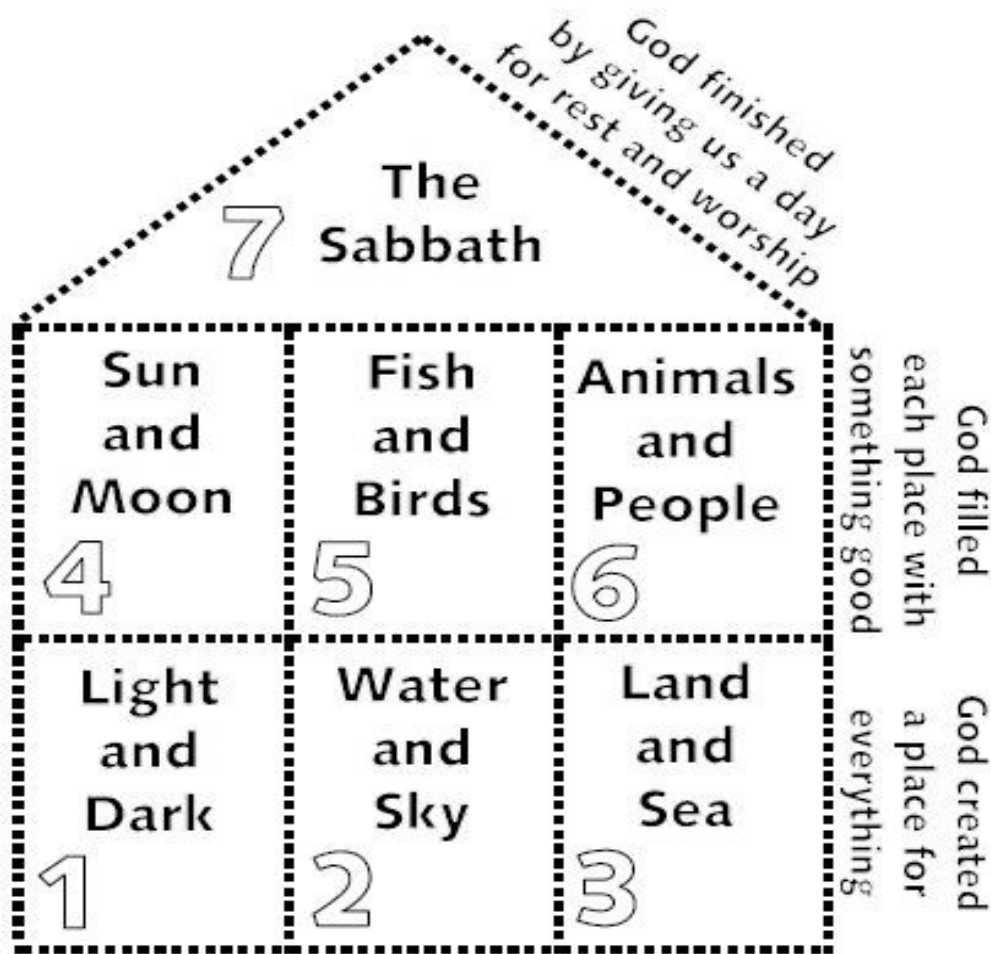 God finished
by giving us a day
for rest and worship
The
7 Sabbath
Sun
and
Moon
4
Fish
and
Birds
5
Animals
and
People
6
God filled
each place with
something good
Light
and
Dark
1
Water
and
Sky
2
Land
and
Sea
3
God created
a place for
everything